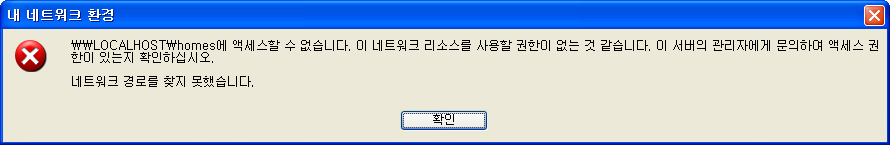 내 네트워크 환경
₩₩LOCALHOST₩homes에 액세스할 수 없습니다. 이 네트워크 리소스를 사용할 권한이 없는 것 같습니다. 이 서버의 관리자에게 문의하여 액세스 권
한이 있는지 확인하십시오.
네트워크 경로를 찾지 못했습니다.
확인